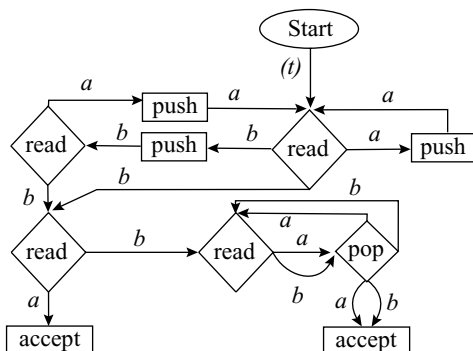 Start
(t)
a a
push a
b b
read push b read a push
b b
b
read b read a a pop
b
a a b
accept accept